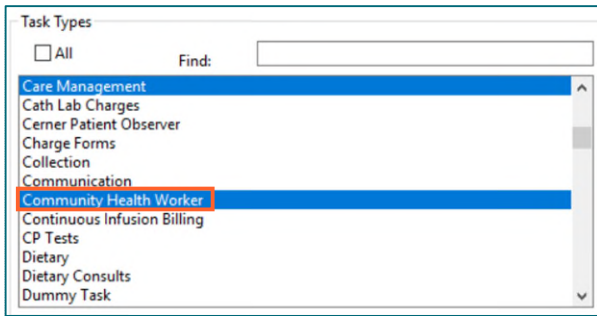 Task Types
All
Find:
Care Management
Cath Lab Charges
Cerner Patient Observer
Charge Forms
Collection
Communication
Community Health Worker
Continuous Infusion Billing
CP Tests
Dietary
Dietary Consults
Dummy Task